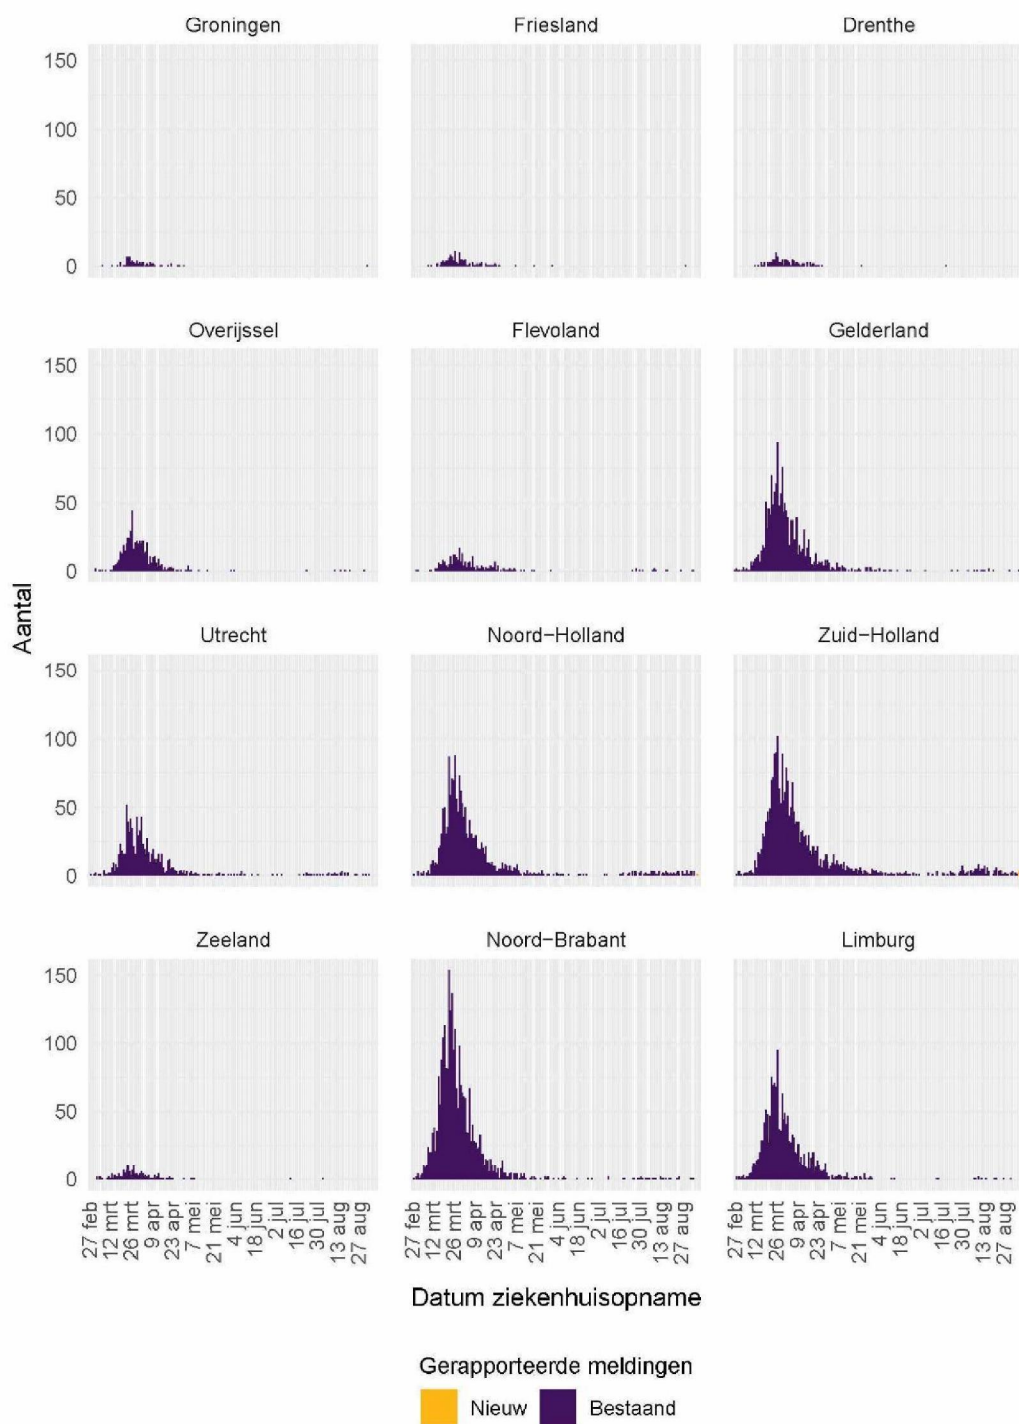 Groningen Friesland Drenthe
150
100
50
0
Overijssel Flevoland Gelderland
150
100
50
0
Aantal
Utrecht Noord-Holland Zuid-Holland
150
100
50
0
Zeeland Noord-Brabant Limburg
150
100
50
0
27 feb 12 mrt 26 mrt 9 apr 23 apr 7 mei 21 mei 4 jun 18 jun 2 jul 16 jul 30 jul 13 aug 27 aug 27 feb 12 mrt 26 mrt 9 apr 23 apr 7 mei 21 mei 4 jun 18 jun 2 jul 16 jul 30 jul 13 aug 27 aug 27 feb 12 mrt 26 mrt 9 apr 23 apr 7 mei 21 mei 4 jun 18 jun 2 jul 16 jul 30 jul 13 aug 27 aug
Datum ziekenhuisopname
Gerapporteerde meldingen
Nieuw Bestaand